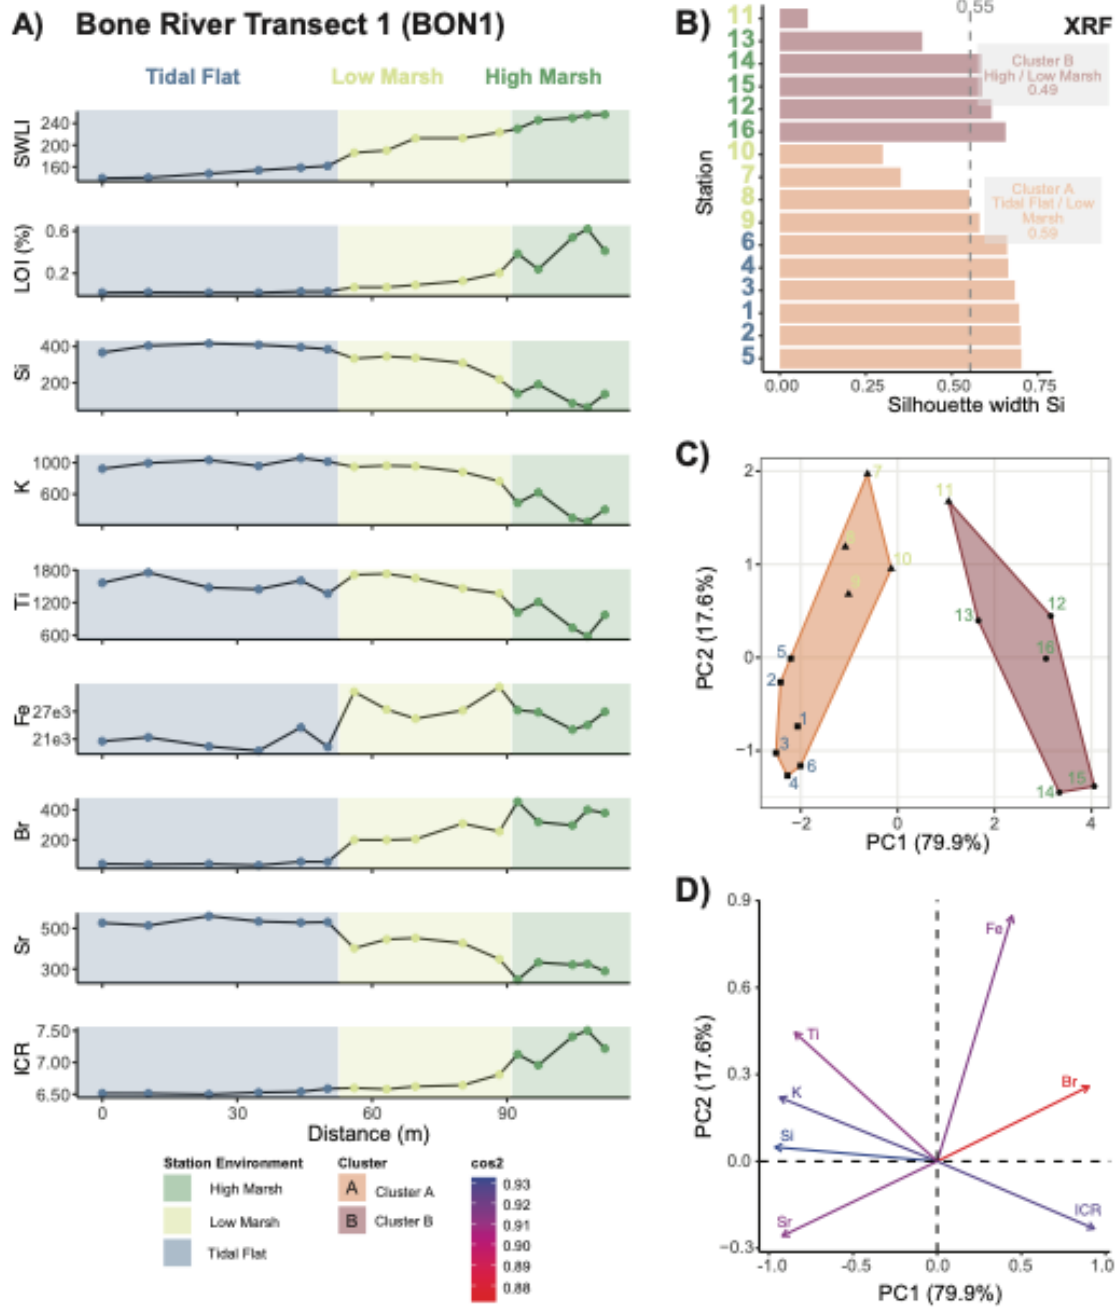 A) Bone River Transect 1 (BON1)
Tidal Flat Low Marsh High Marsh
SWLI
240
200
160
LOI (%)
0.6
0.2
Si
400
200
K
1000
600
Ti
1800
1200
600
Fe
27e3
21e3
Br
400
200
Sr
500
300
ICR
7.50
7.00
6.50
0 30 60 90
Distance (m)
Station Environment
High Marsh
Low Marsh
Tidal Flat
Cluster
A Cluster A
B Cluster B
cos2
0.93
0.92
0.91
0.90
0.89
0.88
B)
XRF
0.55
Station
11
13
14
15
12
16
10
7
8
9
6
4
3
1
2
5
Cluster B
High / Low Marsh
0.49
Cluster A
Tidal Flat / Low
Marsh
0.59
0.00 0.25 0.50 0.75
Silhouette width Si
C)
PC2 (17.6%)
2
1
0
−1
7
11
8
10
9
12
13
5
16
2
1
3
6
4
15
14
−2 0 2 4
PC1 (79.9%)
D)
PC2 (17.6%)
0.9
0.6
0.3
0.0
−0.3
Fe
Ti
Br
K
Si
ICR
Sr
-1.0 -0.5 0.0 0.5 1.0
PC1 (79.9%)